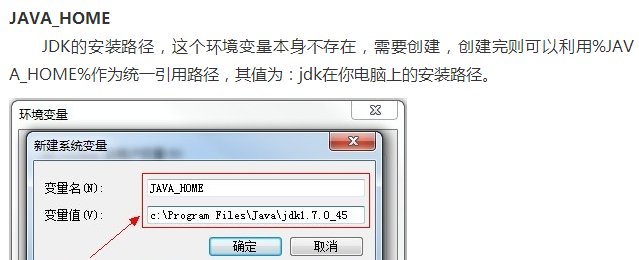 JAVA_HOME
JDK的安装路径，这个环境变量本身不存在，需要创建，创建完则可以利用%JAV
A_HOME%作为统一引用路径，其值为：jdk在你电脑上的安装路径。
环境变量
新建系统变量
变量名(N): JAVA_HOME
变量值(V): c:\Program Files\Java\jdk1.7.0_45
确定 取消